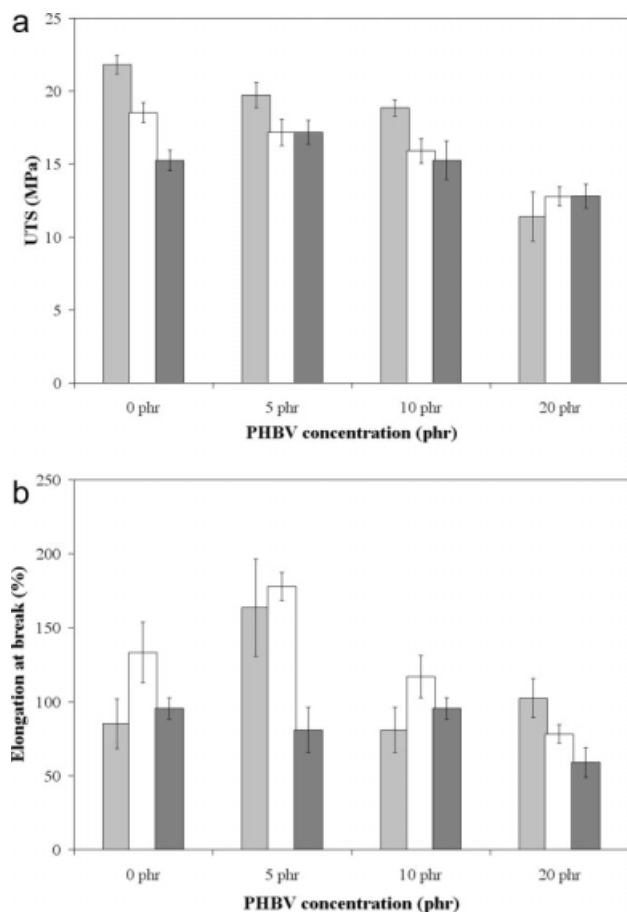 a
25
20
15
10
5
0
UTS (MPa)
0 phr 5 phr 10 phr 20 phr
PHBV concentration (phr)
b
250
200
150
100
50
0
Elongation at break (%)
0 phr 5 phr 10 phr 20 phr
PHBV concentration (phr)